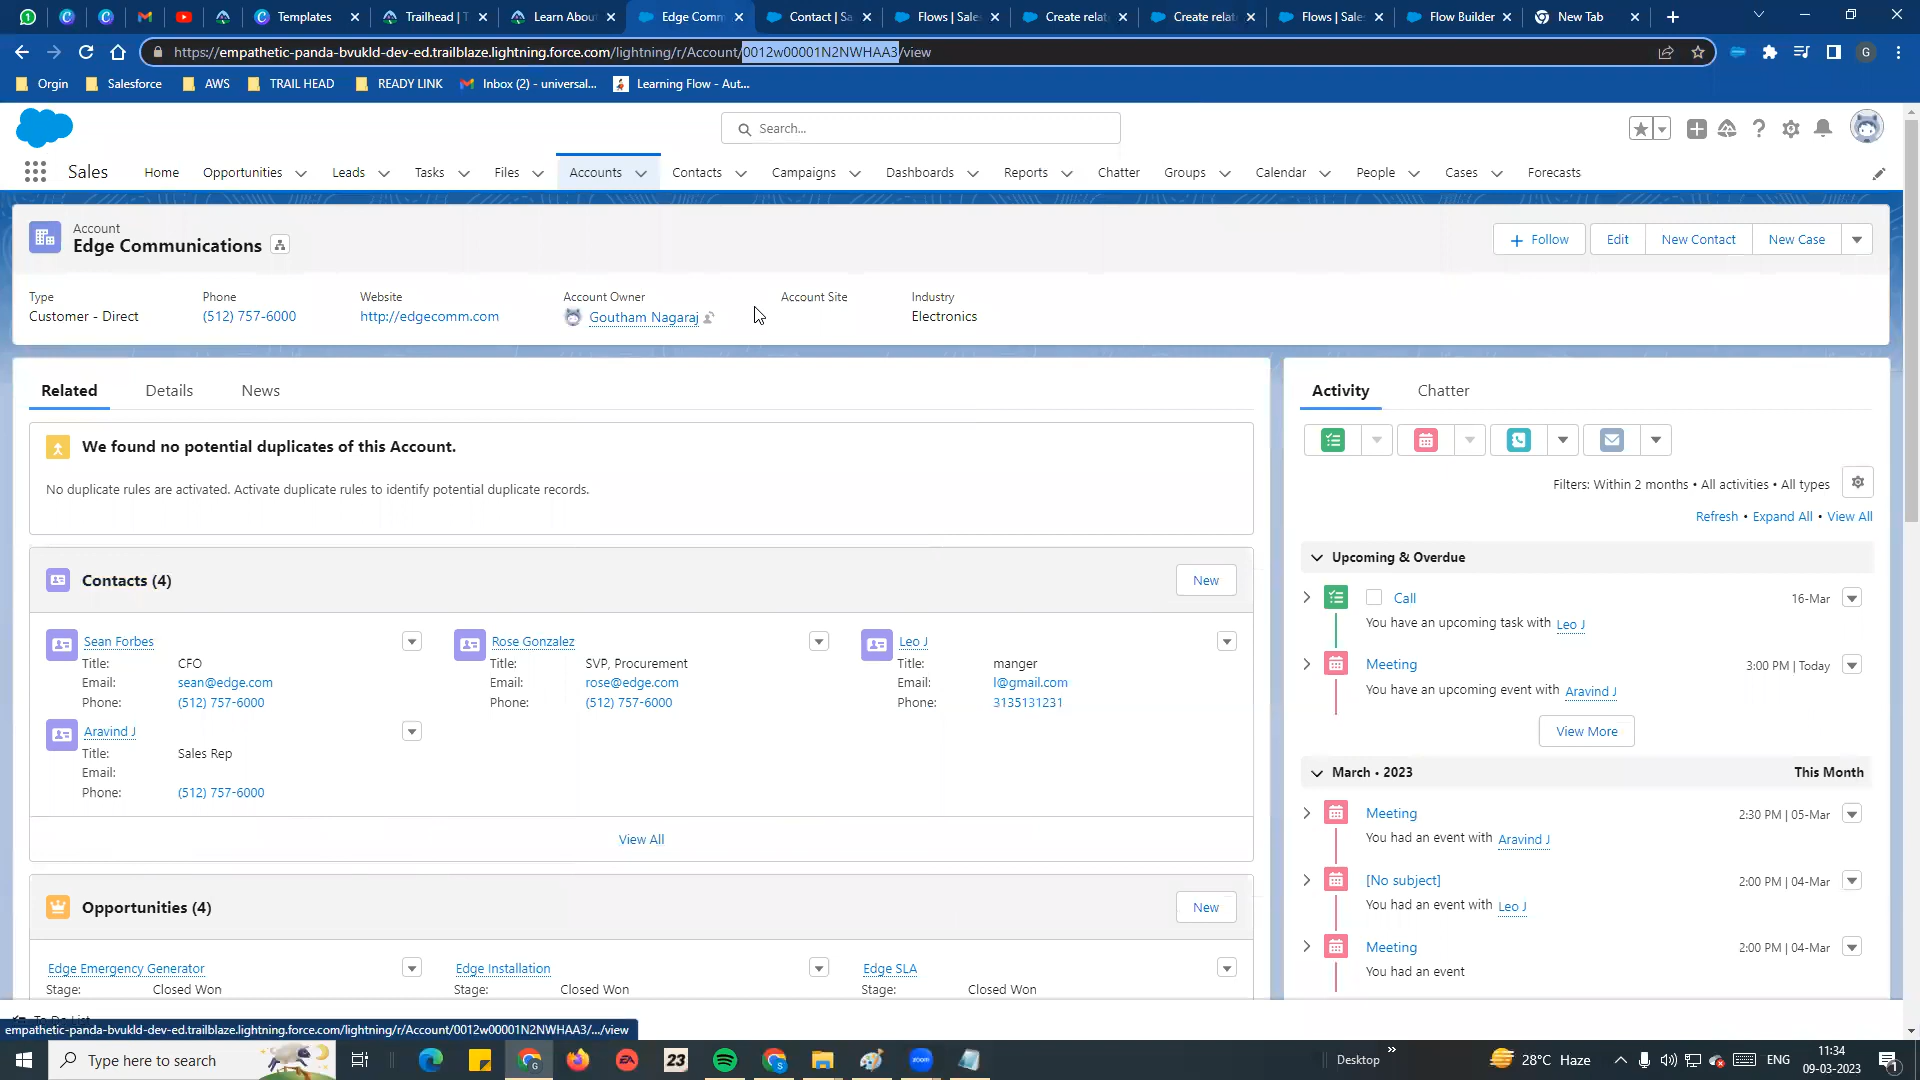 Templates
Trailhead | T
Learn Abou
Edge Comm
Contact | Sa
Flows | Sale
Create relat
Create relat
Flows | Sale
Flow Builder
New Tab
https://empathetic-panda-bvukld-dev-ed.trailblaze.lightning.force.com/lightning/r/Account/0012w00001N2NWHAA3/view
G
Orgin
Salesforce
AWS
TRAIL HEAD
READY LINK
Inbox (2) - universal...
Learning Flow - Aut...
Search...
Sales
Home
Opportunities
Leads
Tasks
Files
Accounts
Contacts
Campaigns
Dashboards
Reports
Chatter
Groups
Calendar
People
Cases
Forecasts
Account
Edge Communications
Follow
Edit
New Contact
New Case
Type
Phone
Website
Account Owner
Account Site
Industry
Customer - Direct
(512) 757-6000
http://edgecomm.com
Goutham Nagaraj
Electronics
Related
Details
News
We found no potential duplicates of this Account.
No duplicate rules are activated. Activate duplicate rules to identify potential duplicate records.
Contacts (4)
New
Sean Forbes
Title: CFO
Email: sean@edge.com
Phone: (512) 757-6000
Rose Gonzalez
Title: SVP, Procurement
Email: rose@edge.com
Phone: (512) 757-6000
Leo J
Title: manger
Email: l@gmail.com
Phone: 3135131231
Aravind J
Title: Sales Rep
Email:
Phone: (512) 757-6000
View All
Opportunities (4)
New
Edge Emergency Generator
Stage: Closed Won
Edge Installation
Stage: Closed Won
Edge SLA
Stage: Closed Won
Activity
Chatter
Filters: Within 2 months • All activities • All types
Refresh • Expand All • View All
Upcoming & Overdue
Call
16-Mar
You have an upcoming task with Leo J
Meeting
3:00 PM | Today
You have an upcoming event with Aravind J
View More
March • 2023
This Month
Meeting
2:30 PM | 05-Mar
You had an event with Aravind J
[No subject]
2:00 PM | 04-Mar
You had an event with Leo J
Meeting
2:00 PM | 04-Mar
You had an event
To Do List
empathetic-panda-bvukld-dev-ed.trailblaze.lightning.force.com/lightning/r/Account/0012w00001N2NWHAA3/.../view
Type here to search
23
zoom
Desktop
28°C Haze
ENG
11:34
09-03-2023
1